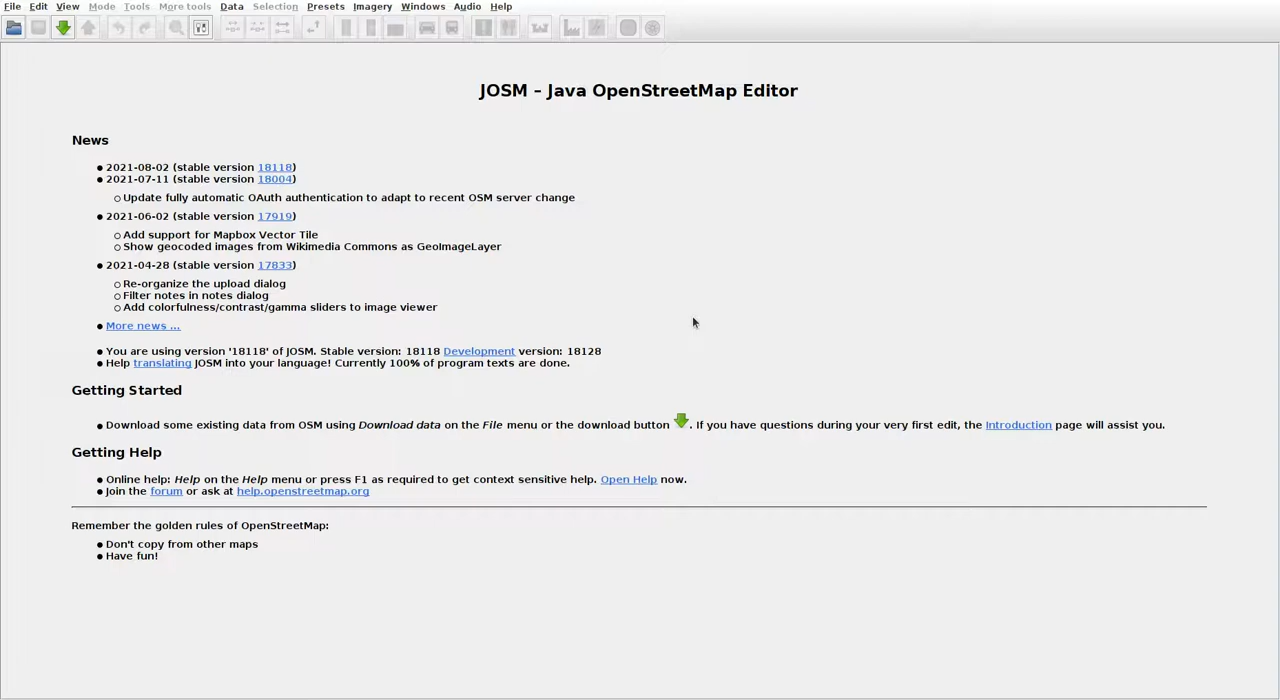 File Edit View Mode Tools More tools Data Selection Presets Imagery Windows Audio Help
JOSM – Java OpenStreetMap Editor
News
2021-08-02 (stable version 18118)
2021-07-11 (stable version 18004)
Update fully automatic OAuth authentication to adapt to recent OSM server change
2021-06-02 (stable version 17919)
Add support for Mapbox Vector Tile
Show geocoded images from Wikimedia Commons as GeoImageLayer
2021-04-28 (stable version 17833)
Re-organize the upload dialog
Filter notes in notes dialog
Add colorfulness/contrast/gamma sliders to image viewer
More news ...
You are using version '18118' of JOSM. Stable version: 18118 Development version: 18128
Help translating JOSM into your language! Currently 100% of program texts are done.
Getting Started
Download some existing data from OSM using Download data on the File menu or the download button . If you have questions during your very first edit, the Introduction page will assist you.
Getting Help
Online help: Help on the Help menu or press F1 as required to get context sensitive help. Open Help now.
Join the forum or ask at help.openstreetmap.org
Remember the golden rules of OpenStreetMap:
Don't copy from other maps
Have fun!